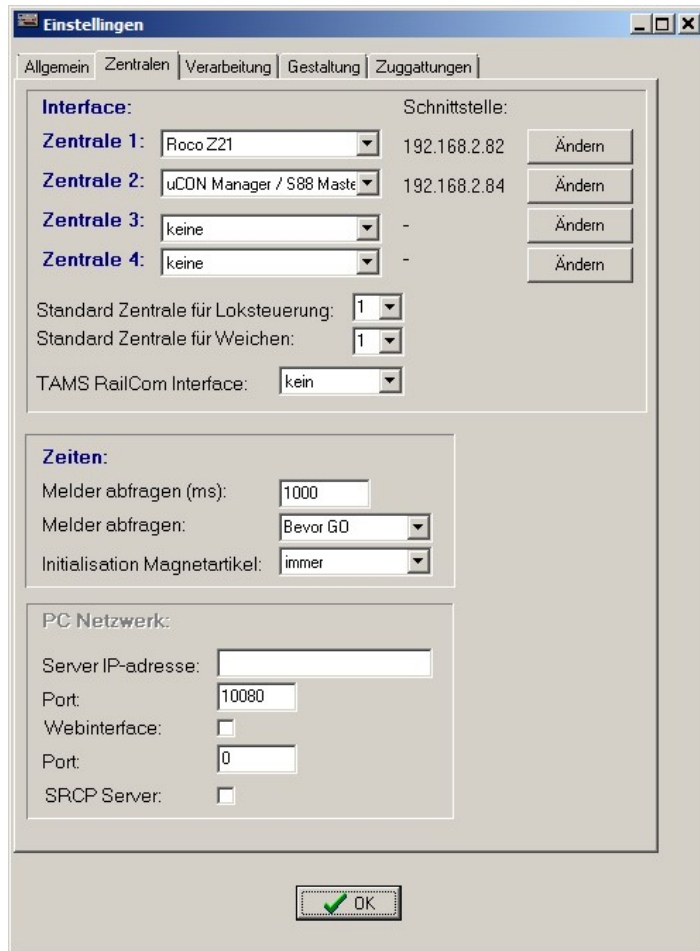 Einstellingen
Allgemein Zentralen Verarbeitung Gestaltung Zuggattungen
Interface: Schnittstelle:
Zentrale 1: Roco Z21 192.168.2.82 Ändern
Zentrale 2: uCON Manager / S88 Maste 192.168.2.84 Ändern
Zentrale 3: keine - Ändern
Zentrale 4: keine - Ändern
Standard Zentrale für Loksteuerung: 1
Standard Zentrale für Weichen: 1
TAMS RailCom Interface: kein
Zeiten:
Melder abfragen (ms): 1000
Melder abfragen: Bevor GO
Initialisation Magnetartikel: immer
PC Netzwerk:
Server IP-adresse:
Port: 10080
Webinterface:
Port: 0
SRCP Server:
OK